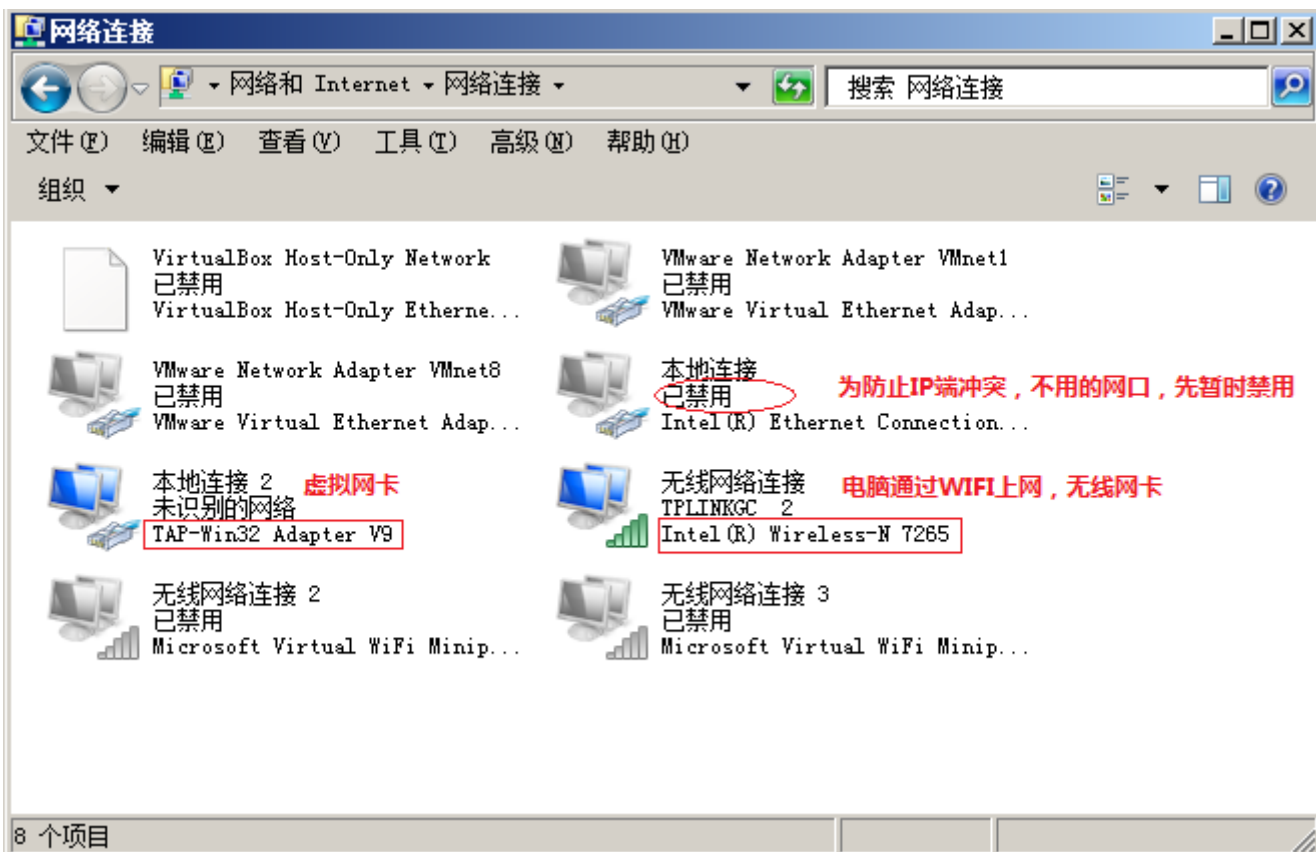 网络连接
网络和 Internet 网络连接
搜索 网络连接
文件(F) 编辑(E) 查看(V) 工具(T) 高级(N) 帮助(H)
组织
VirtualBox Host-Only Network
已禁用
VirtualBox Host-Only Etherne...
VMware Network Adapter VMnet1
已禁用
VMware Virtual Ethernet Adap...
VMware Network Adapter VMnet8
已禁用
VMware Virtual Ethernet Adap...
本地连接
已禁用
Intel(R) Ethernet Connection...
为防止IP端冲突，不用的网口，先暂时禁用
本地连接 2
未识别的网络
TAP-Win32 Adapter V9
虚拟网卡
无线网络连接
TPLINKGC 2
Intel(R) Wireless-N 7265
电脑通过WIFI上网，无线网卡
无线网络连接 2
已禁用
Microsoft Virtual WiFi Minip...
无线网络连接 3
已禁用
Microsoft Virtual WiFi Minip...
8 个项目